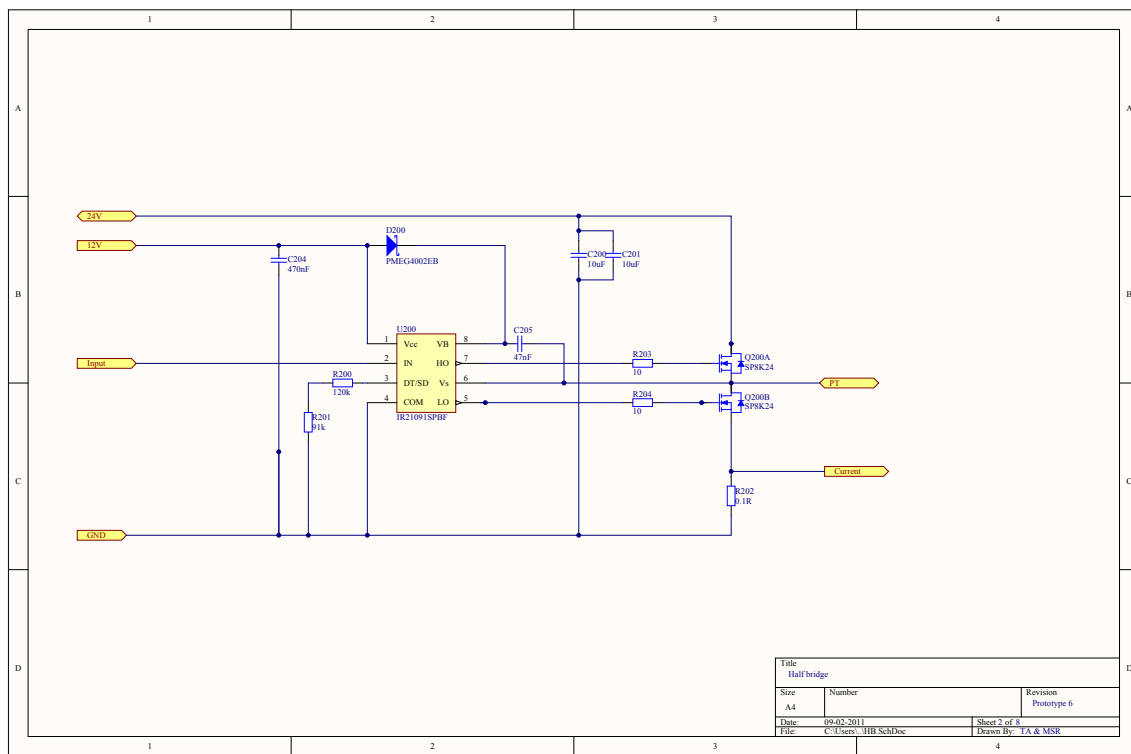 1 2 3 4
A A
24V
12V
D200
PMEG4002EB
C204
470nF
C200
10uF
C201
10uF
B B
U200
1 Vcc VB 8
2 IN HO 7
3 DT/SD Vs 6
4 COM LO 5
IR21091SPBF
C205
47nF
Input
R200
120k
R201
91k
R203
10
R204
10
Q200A
SP8K24
PT
Q200B
SP8K24
Current
R202
0.1R
C C
GND
D D
Title
Half bridge
Size
A4
Number
Revision
Prototype 6
Date: 09-02-2011 Sheet 2 of 8
File: C:\Users\..\HB.SchDoc Drawn By: TA & MSR
1 2 3 4